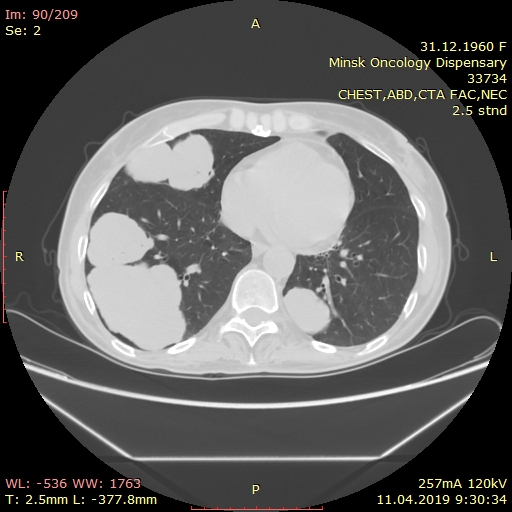 Im: 90/209
Se: 2
A
31.12.1960 F
Minsk Oncology Dispensary
33734
CHEST,ABD,CTA FAC,NEC
2.5 stnd
R
L
WL: -536 WW: 1763
T: 2.5mm L: -377.8mm
P
257mA 120kV
11.04.2019 9:30:34